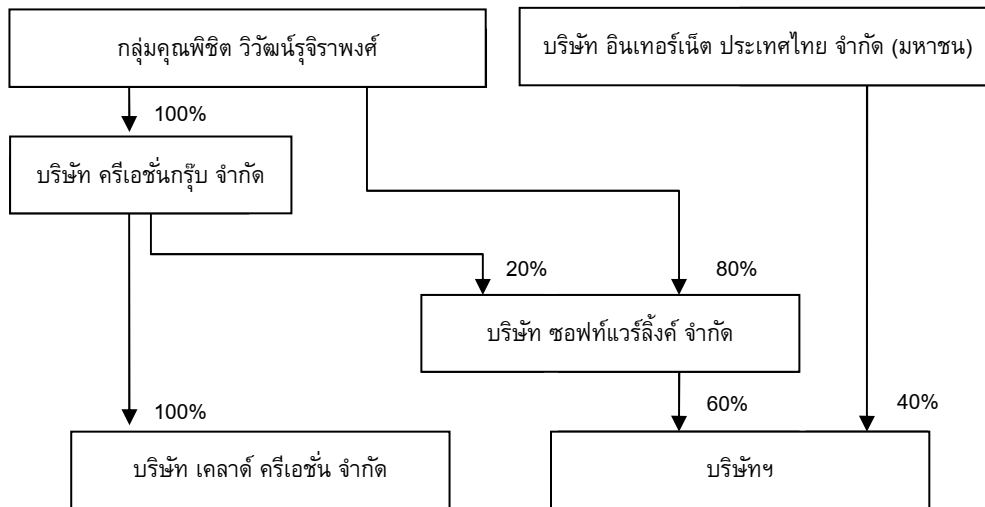 กลุ่มคุณพิชิต วิวัฒน์รุจิราพงศ์
บริษัท อินเทอร์เน็ต ประเทศไทย จำกัด (มหาชน)
100%
บริษัท ครีเอชั่นกรุ๊บ จำกัด
20%
80%
บริษัท ซอฟท์แวร์ลิ้งค์ จำกัด
100%
60%
40%
บริษัท เคลาด์ ครีเอชั่น จำกัด
บริษัทฯ